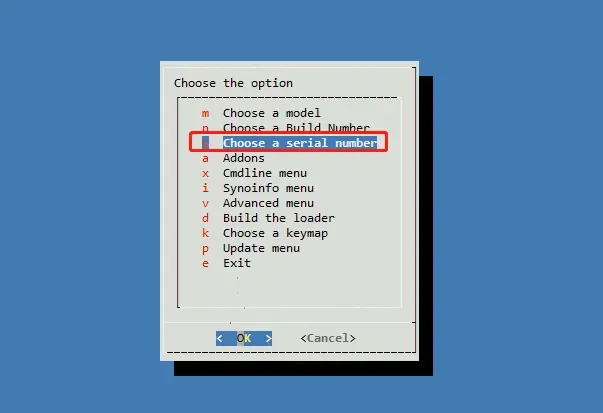 Choose the option
m Choose a model
n Choose a Build Number
Choose a serial number
a Addons
x Cmdline menu
i Synoinfo menu
v Advanced menu
d Build the loader
k Choose a keymap
p Update menu
e Exit
< OK > <Cancel>